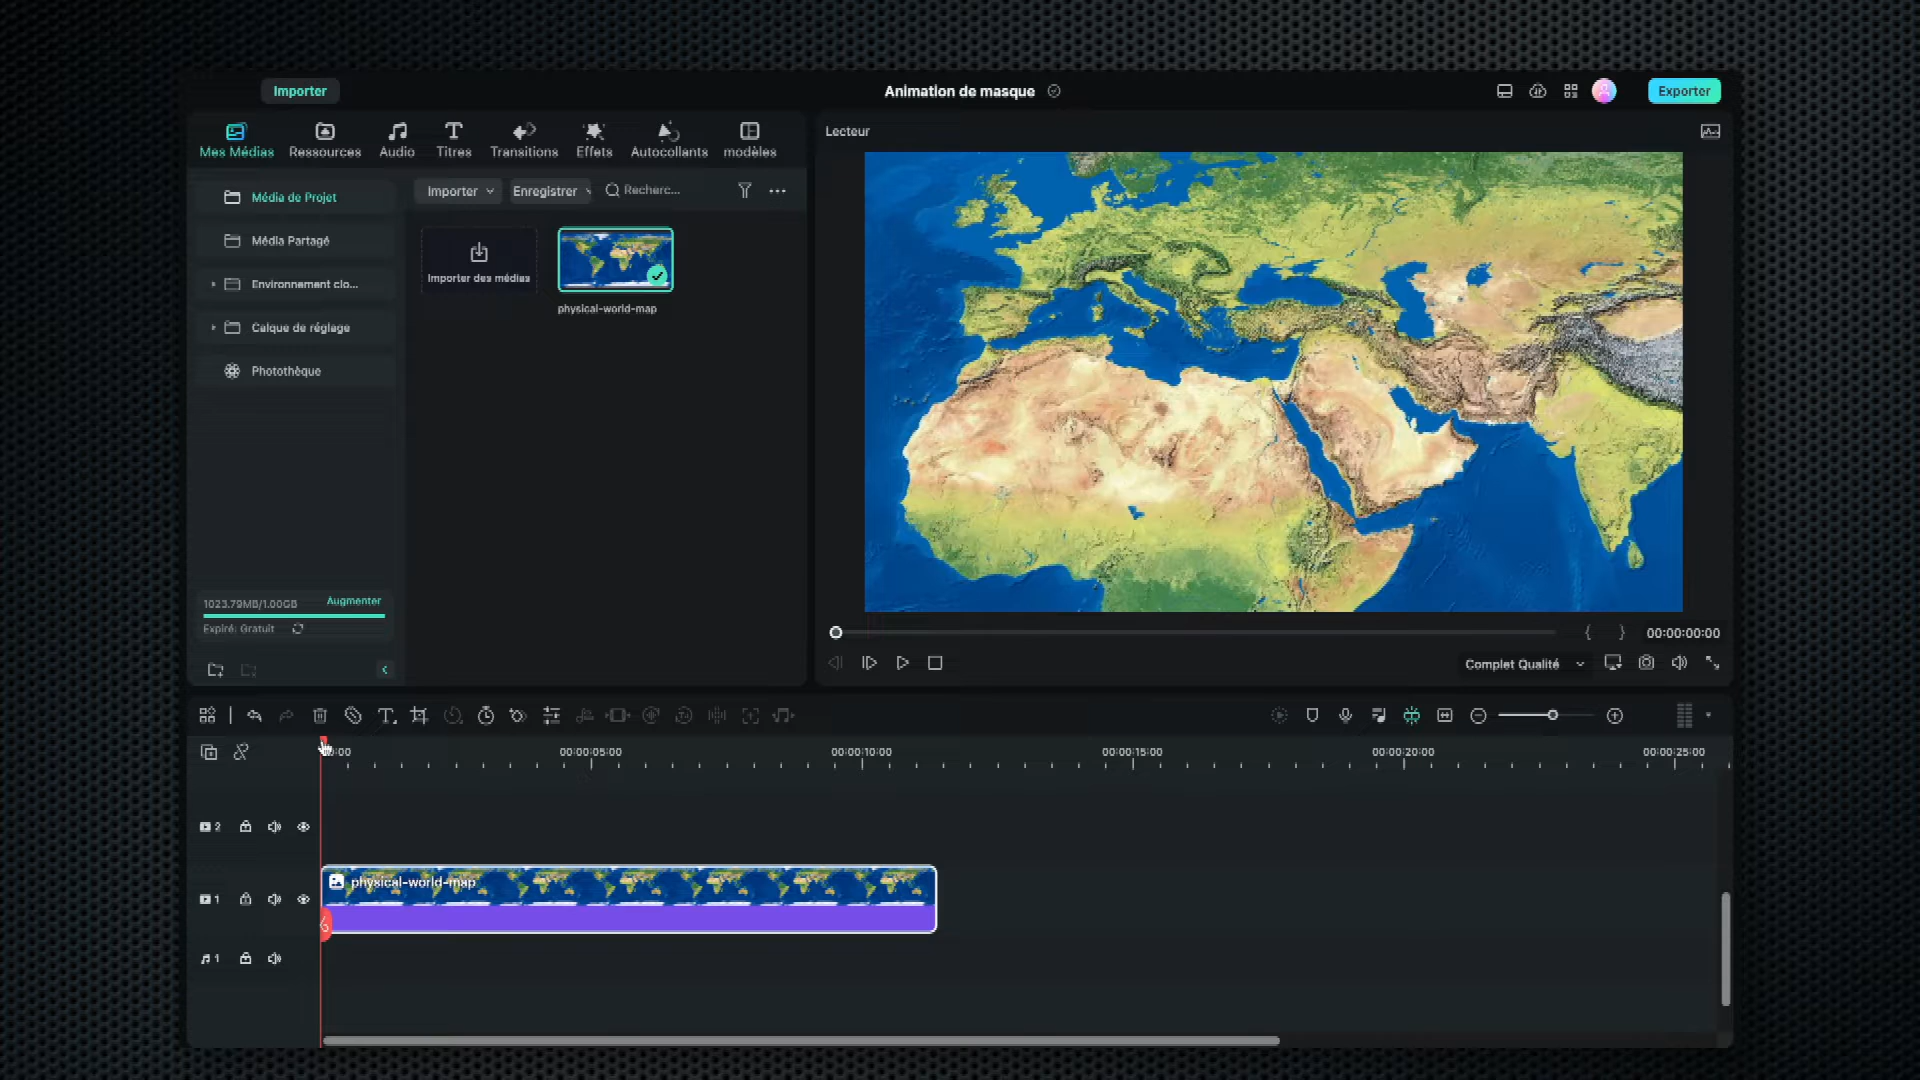 Importer
Animation de masque
Exporter
Mes Médias
Ressources
Audio
Titres
Transitions
Effets
Autocollants
modèles
Lecteur
Média de Projet
Média Partagé
Environnement clo...
Calque de réglage
Photothèque
Importer
Enregistrer
Recherc...
Importer des médias
physical-world-map
1023.79MB/1.00GB
Augmenter
Expiré: Gratuit
{ }
00:00:00:00
Complet Qualité
00:00:05:00
00:00:10:00
00:00:15:00
00:00:20:00
00:00:25:00
2
physical-world-map
1
1